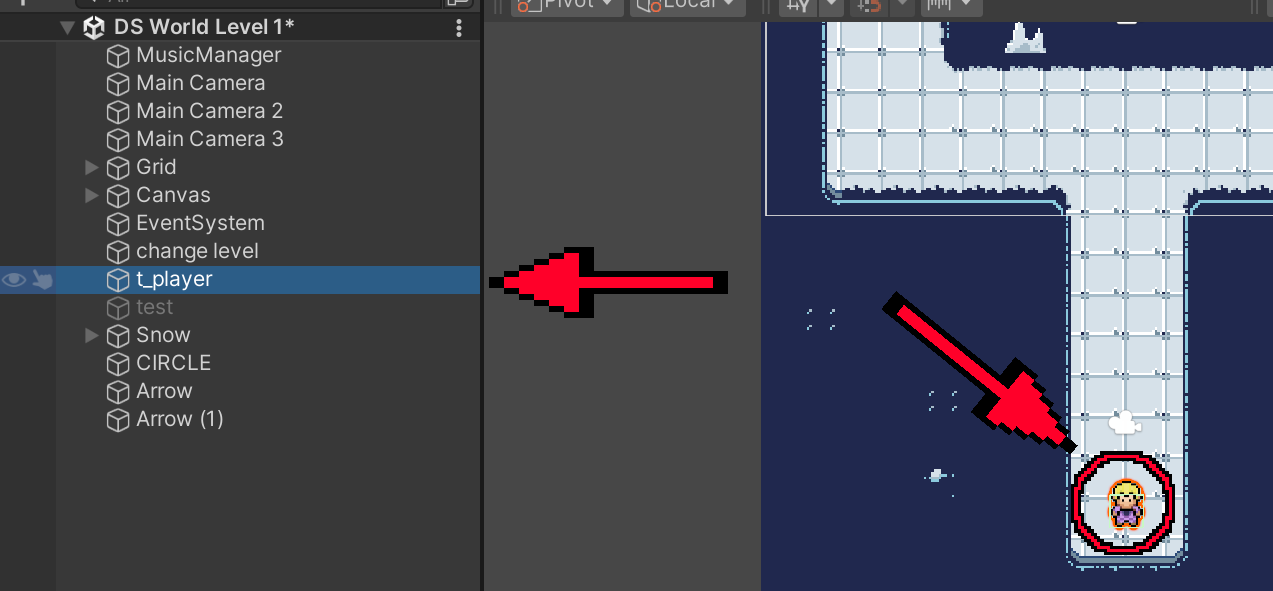 Pivot
Local
DS World Level 1*
MusicManager
Main Camera
Main Camera 2
Main Camera 3
Grid
Canvas
EventSystem
change level
t_player
test
Snow
CIRCLE
Arrow
Arrow (1)